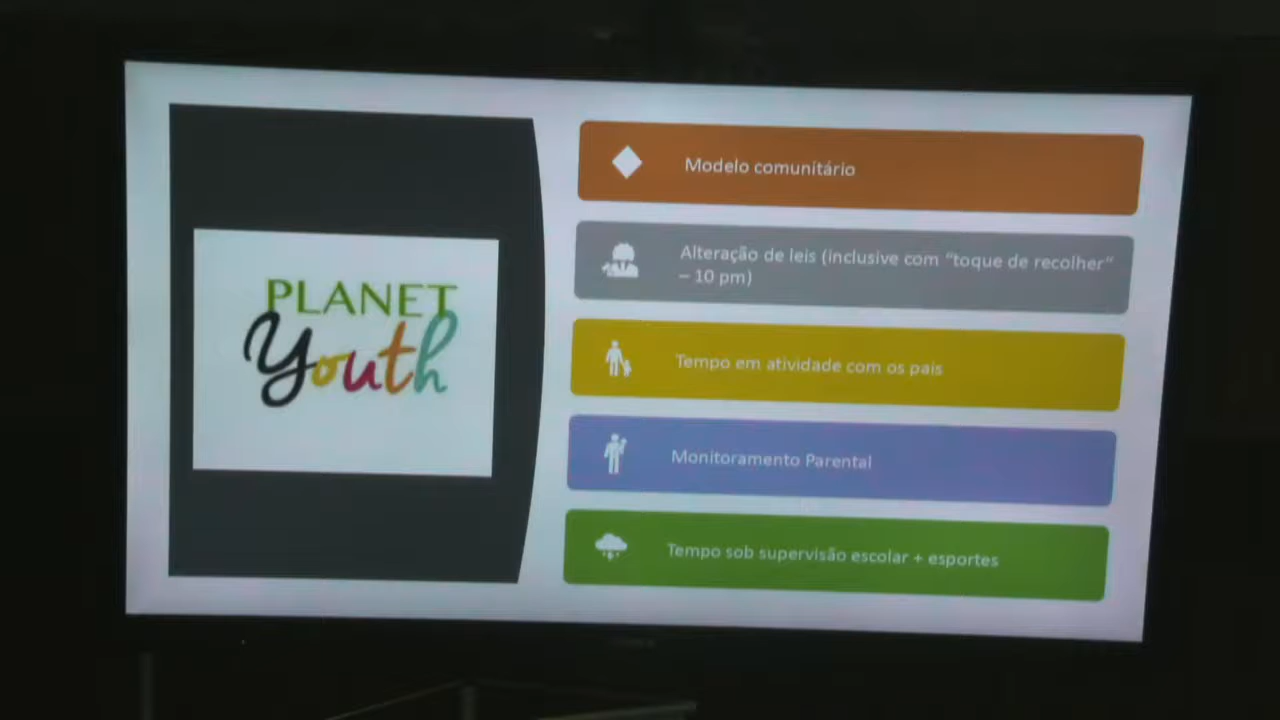 PLANET
Youth
Modelo comunitário
Alteração de leis (inclusive com “toque de recolher”
– 10 pm)
Tempo em atividade com os pais
Monitoramento Parental
Tempo sob supervisão escolar + esportes